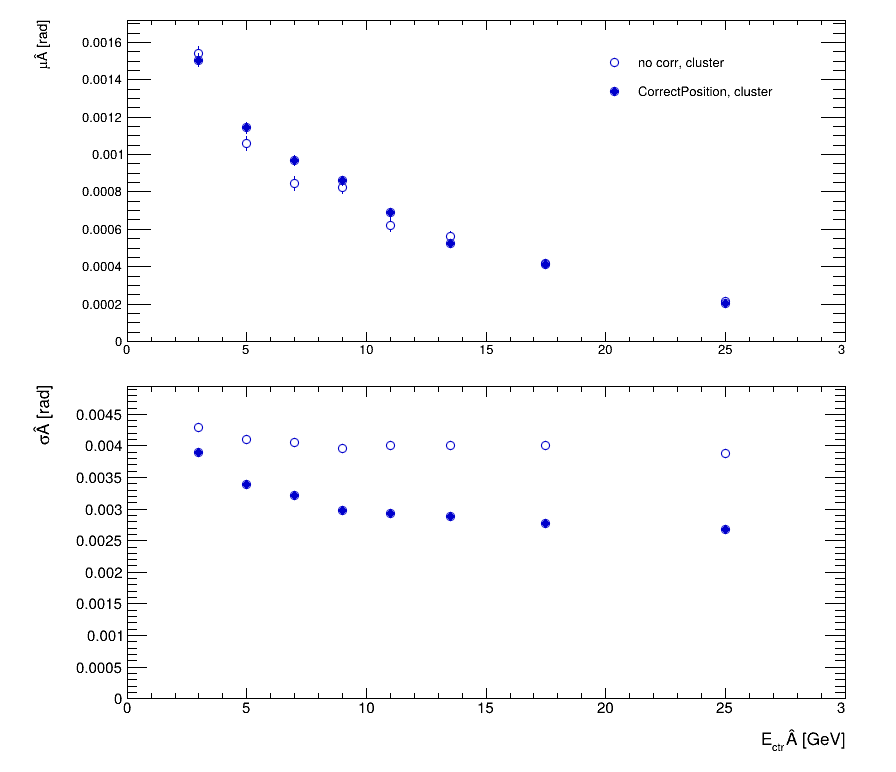 μÂ [rad]
0.0016
0.0014
0.0012
0.001
0.0008
0.0006
0.0004
0.0002
0
no corr, cluster
CorrectPosition, cluster
0 5 10 15 20 25 3
σÂ [rad]
0.0045
0.004
0.0035
0.003
0.0025
0.002
0.0015
0.001
0.0005
0
0 5 10 15 20 25 3
E_ctr Â [GeV]